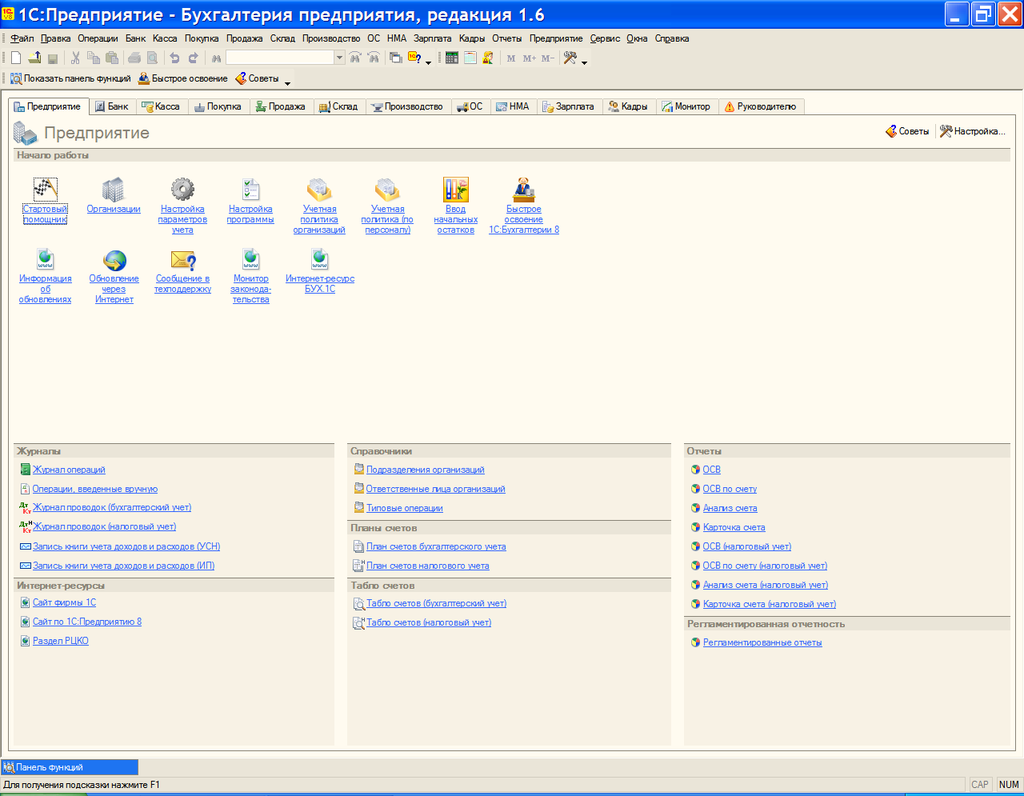 1С:Предприятие - Бухгалтерия предприятия, редакция 1.6
Файл Правка Операции Банк Касса Покупка Продажа Склад Производство ОС НМА Зарплата Кадры Отчеты Предприятие Сервис Окна Справка
M M+ M-
Показать панель функций Быстрое освоение Советы
Предприятие Банк Касса Покупка Продажа Склад Производство ОС НМА Зарплата Кадры Монитор Руководителю
Предприятие
Советы Настройка...
Начало работы
Стартовый помощник
Организации
Настройка параметров учета
Настройка программы
Учетная политика организаций
Учетная политика (по персоналу)
Ввод начальных остатков
Быстрое освоение 1С:Бухгалтерии 8
Информация об обновлениях
Обновление через Интернет
Сообщение в техподдержку
Монитор законода-тельства
Интернет-ресурс БУХ.1С
Журналы
Журнал операций
Операции, введенные вручную
Журнал проводок (бухгалтерский учет)
Журнал проводок (налоговый учет)
Запись книги учета доходов и расходов (УСН)
Запись книги учета доходов и расходов (ИП)
Интернет-ресурсы
Сайт фирмы 1С
Сайт по 1С:Предприятию 8
Раздел РЦКО
Справочники
Подразделения организаций
Ответственные лица организаций
Типовые операции
Планы счетов
План счетов бухгалтерского учета
План счетов налогового учета
Табло счетов
Табло счетов (бухгалтерский учет)
Табло счетов (налоговый учет)
Отчеты
ОСВ
ОСВ по счету
Анализ счета
Карточка счета
ОСВ (налоговый учет)
ОСВ по счету (налоговый учет)
Анализ счета (налоговый учет)
Карточка счета (налоговый учет)
Регламентированная отчетность
Регламентированные отчеты
Панель функций
Для получения подсказки нажмите F1
CAP NUM